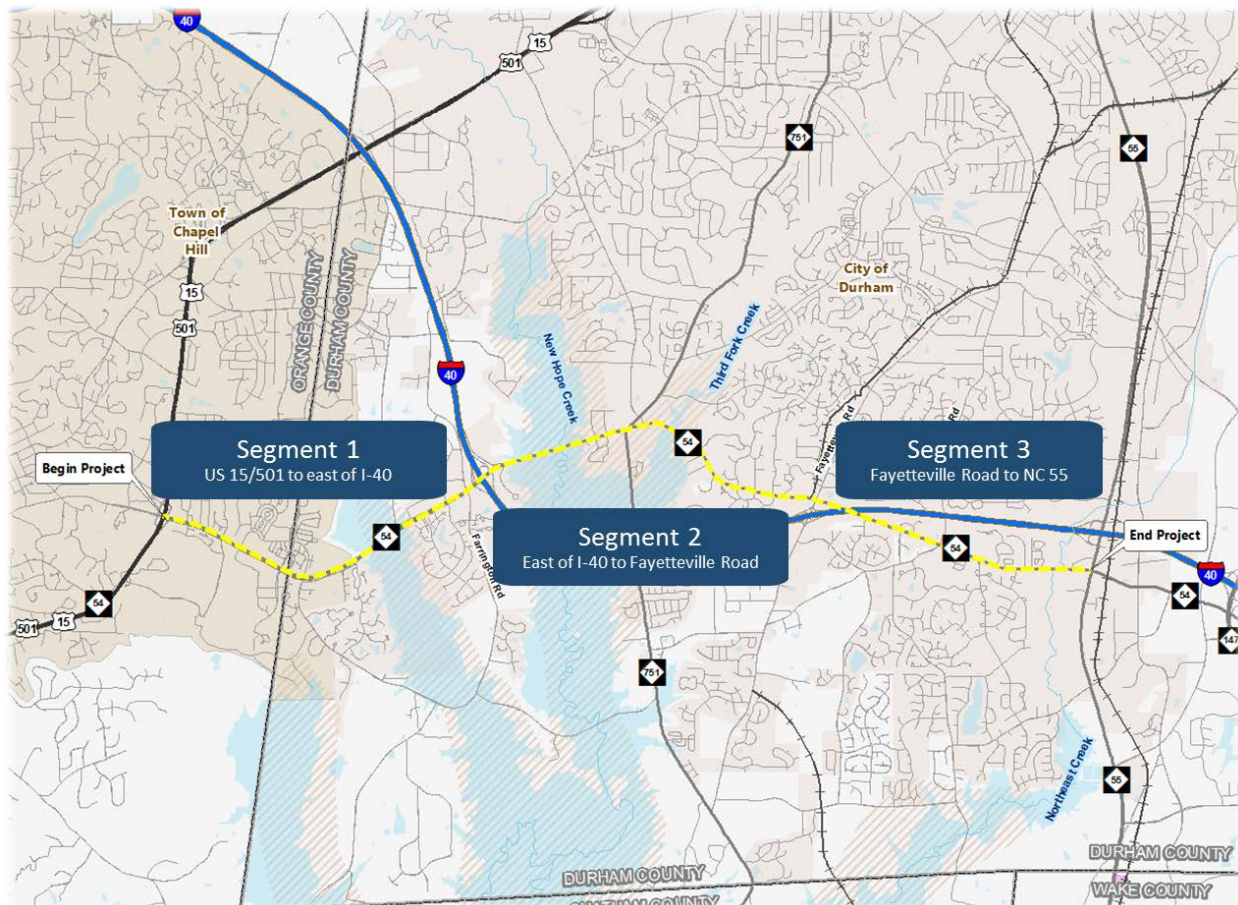 40
15
501
751
55
Town of
Chapel
Hill
City of
Durham
15
501
ORANGE COUNTY
DURHAM COUNTY
40
New Hope Creek
Third Fork Creek
Fayetteville Rd
Rd
Segment 1
US 15/501 to east of I-40
54
Segment 3
Fayetteville Road to NC 55
Begin Project
54
Farrington Rd
Segment 2
East of I-40 to Fayetteville Road
54
End Project
40
54
54
147
501
15
751
Northeast Creek
55
DURHAM COUNTY
DURHAM COUNTY
WAKE COUNTY